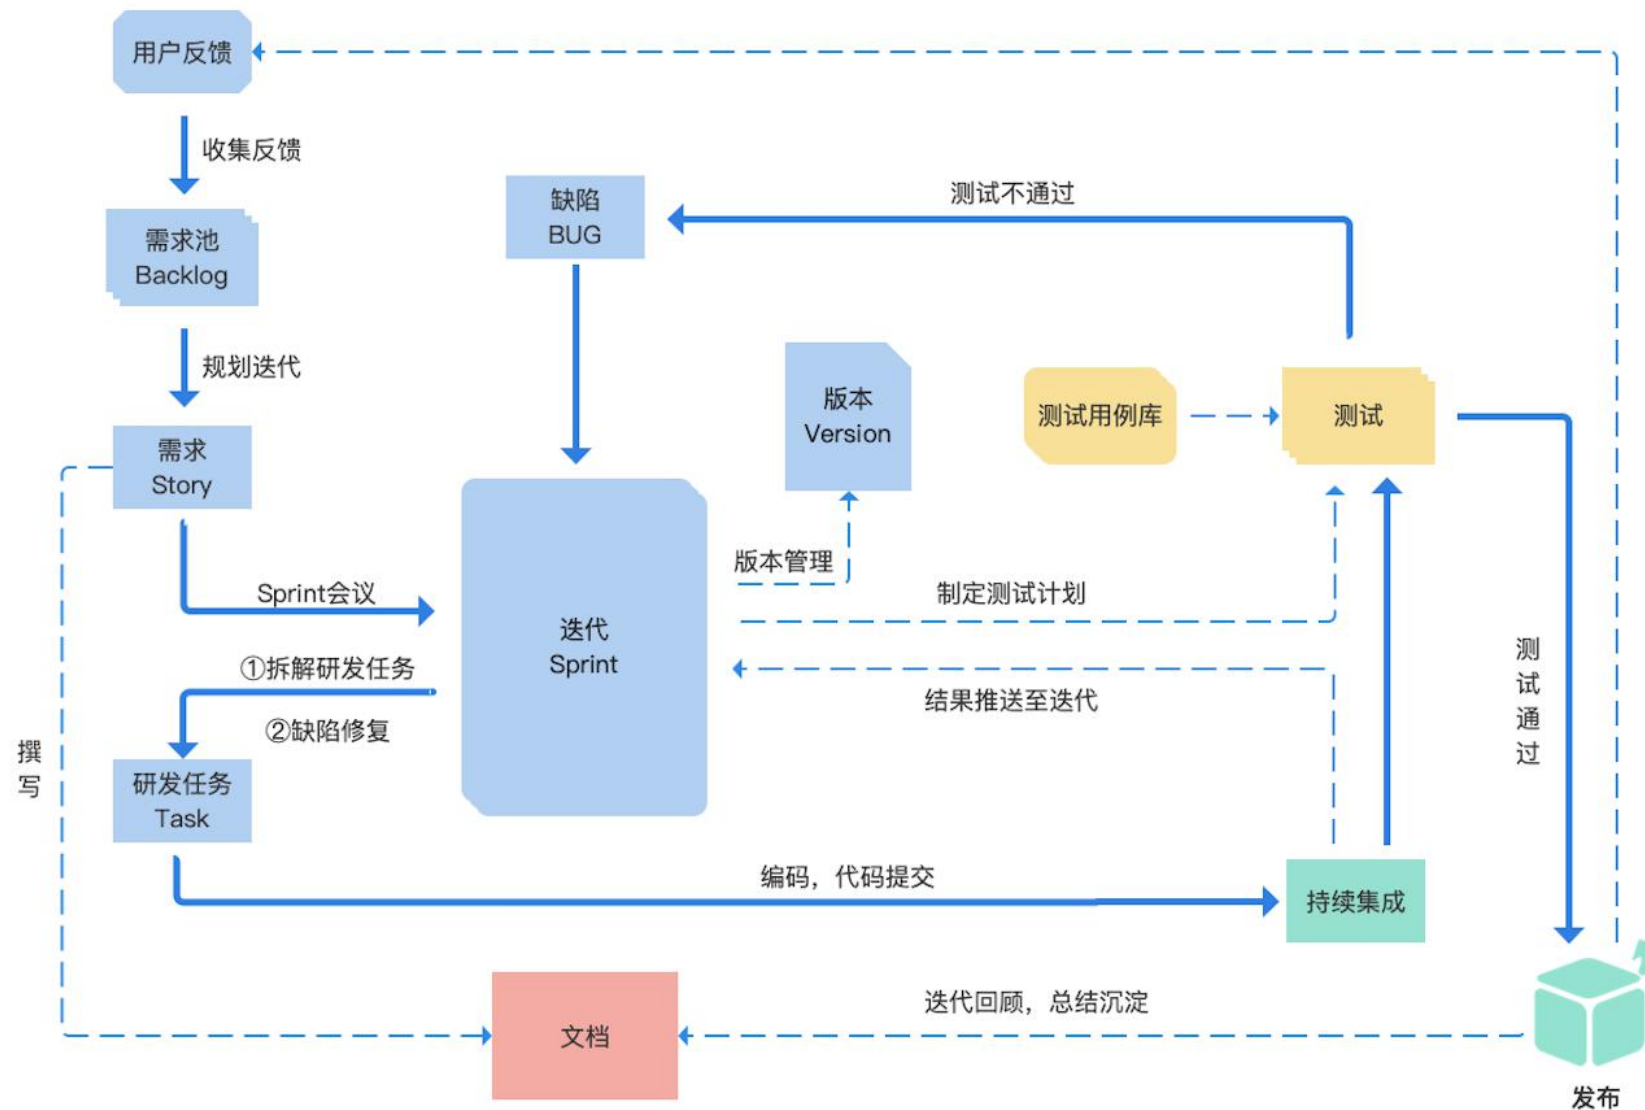 用户反馈
收集反馈
需求池
Backlog
规划迭代
需求
Story
Sprint会议
①拆解研发任务
②缺陷修复
撰
写
研发任务
Task
缺陷
BUG
测试不通过
版本
Version
测试用例库
测试
版本管理
制定测试计划
迭代
Sprint
结果推送至迭代
测
试
通
过
编码，代码提交
持续集成
迭代回顾，总结沉淀
文档
发布